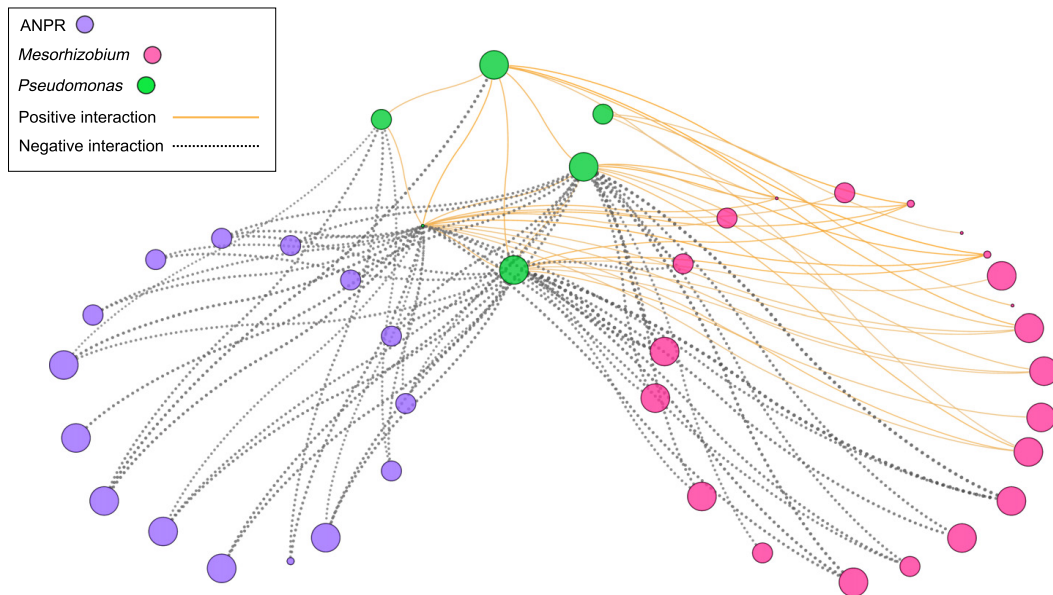 ANPR
Mesorhizobium
Pseudomonas
Positive interaction
Negative interaction